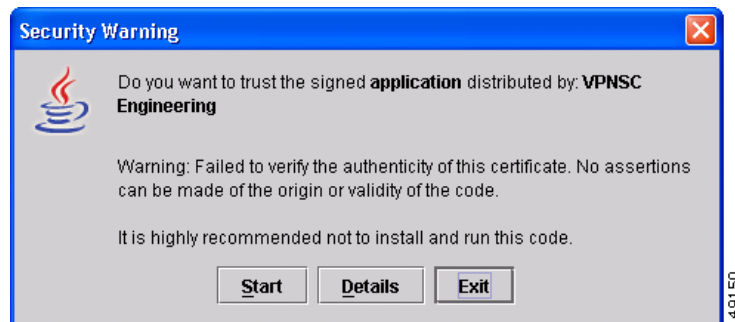 Security Warning
Do you want to trust the signed application distributed by: VPNSC
Engineering
Warning: Failed to verify the authenticity of this certificate. No assertions
can be made of the origin or validity of the code.
It is highly recommended not to install and run this code.
Start Details Exit
49150